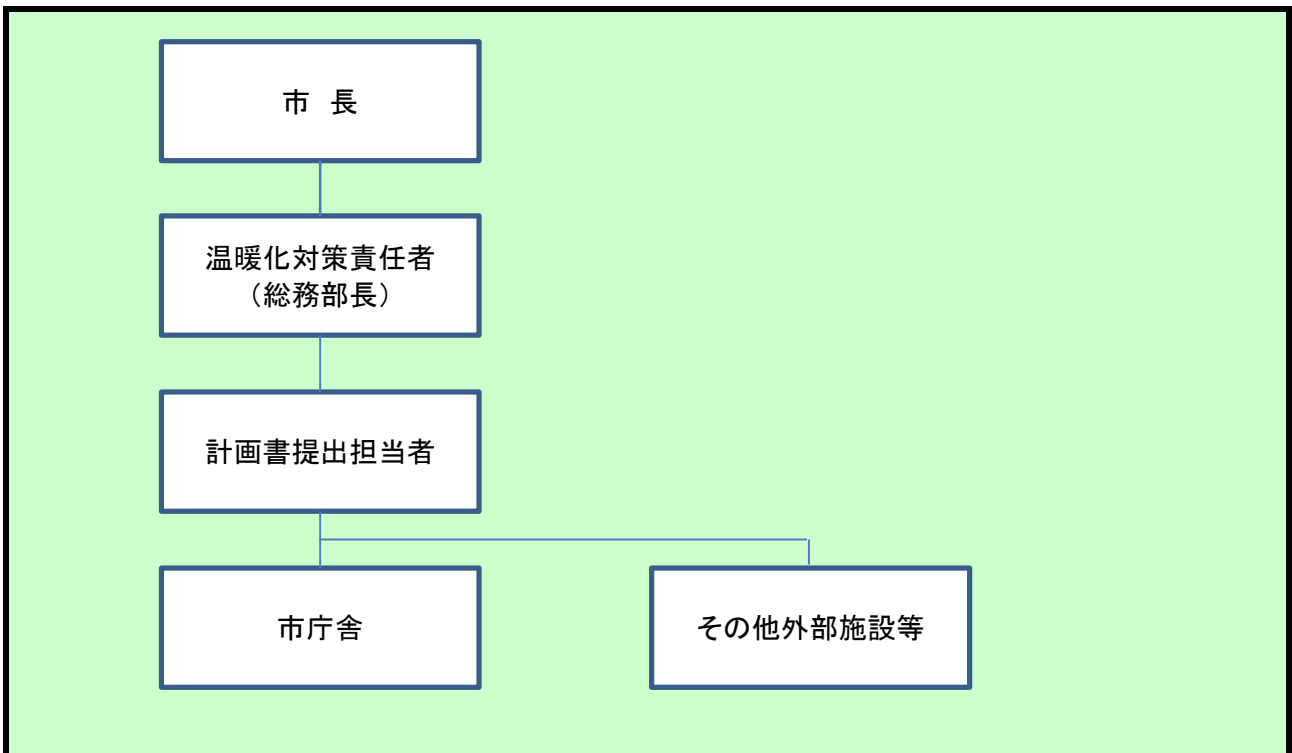 市 長
温暖化対策責任者
（総務部長）
計画書提出担当者
市庁舎
その他外部施設等